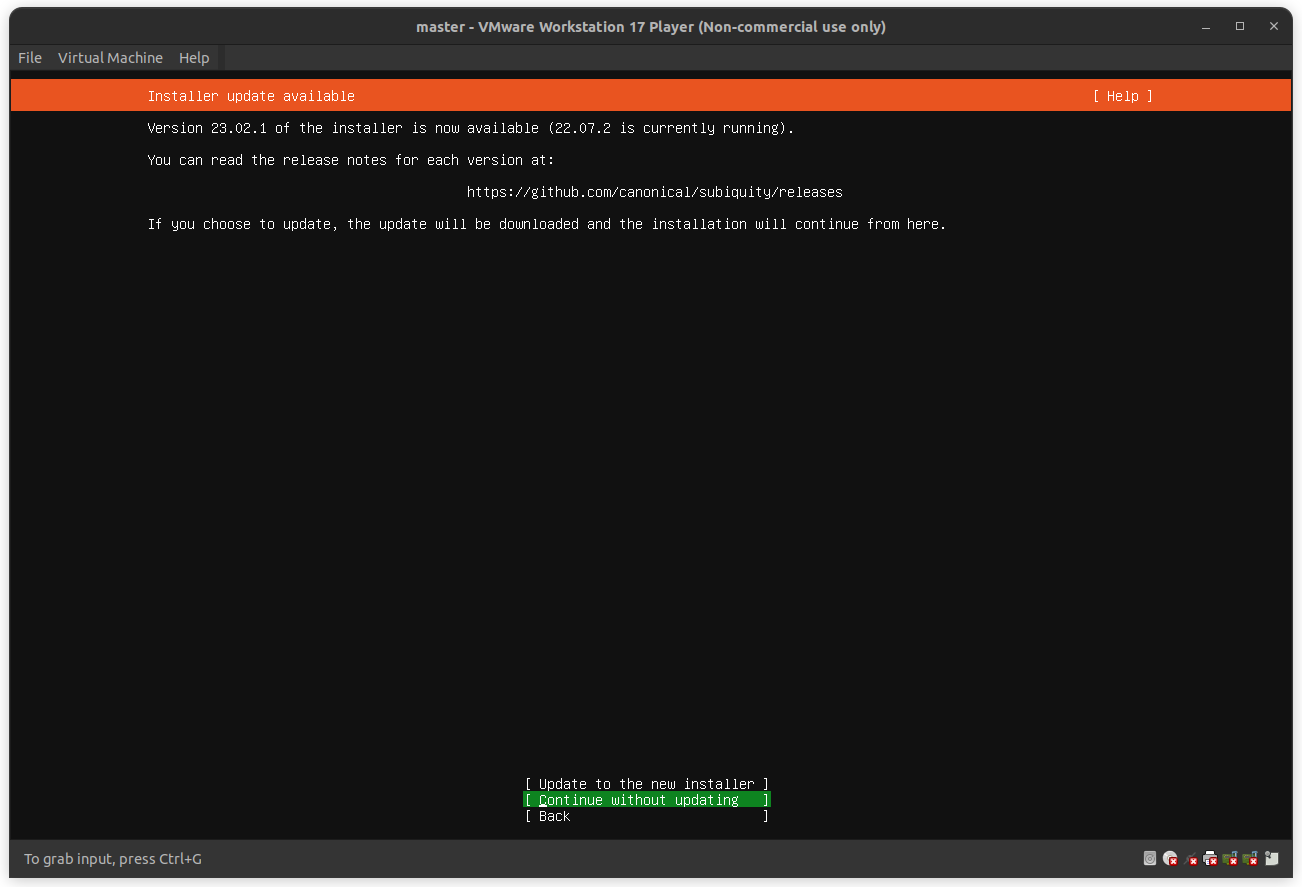 master - VMware Workstation 17 Player (Non-commercial use only)
File Virtual Machine Help
Installer update available [ Help ]
Version 23.02.1 of the installer is now available (22.07.2 is currently running).
You can read the release notes for each version at:
https://github.com/canonical/subiquity/releases
If you choose to update, the update will be downloaded and the installation will continue from here.
[ Update to the new installer ]
[ Continue without updating ]
[ Back ]
To grab input, press Ctrl+G